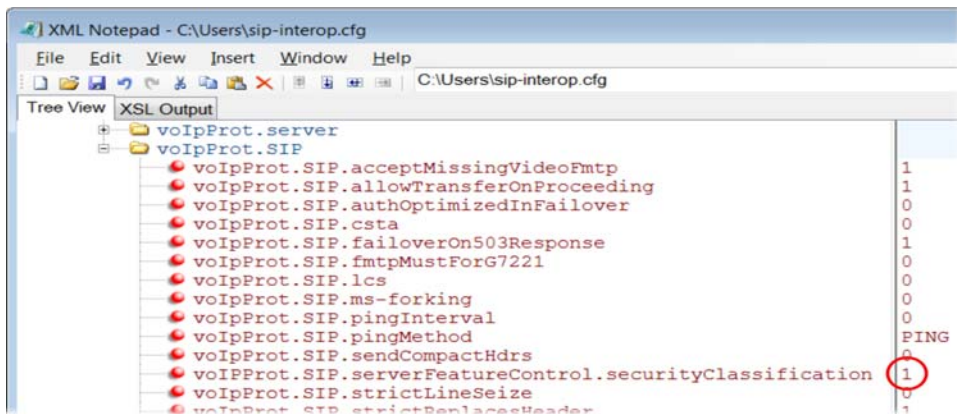 XML Notepad - C:\Users\sip-interop.cfg
File Edit View Insert Window Help
C:\Users\sip-interop.cfg
Tree View XSL Output
voIpProt.server
voIpProt.SIP
voIpProt.SIP.acceptMissingVideoFmtp 1
voIpProt.SIP.allowTransferOnProceeding 1
voIpProt.SIP.authOptimizedInFailover 0
voIpProt.SIP.csta 0
voIpProt.SIP.failoverOn503Response 1
voIpProt.SIP.fmtpMustForG7221 0
voIpProt.SIP.lcs 0
voIpProt.SIP.ms-forking 0
voIpProt.SIP.pingInterval 0
voIpProt.SIP.pingMethod PING
voIpProt.SIP.sendCompactHdrs 0
voIPProt.SIP.serverFeatureControl.securityClassification 1
voIpProt.SIP.strictLineSeize 0
voIpProt.SIP.strictReplacesHeader 1